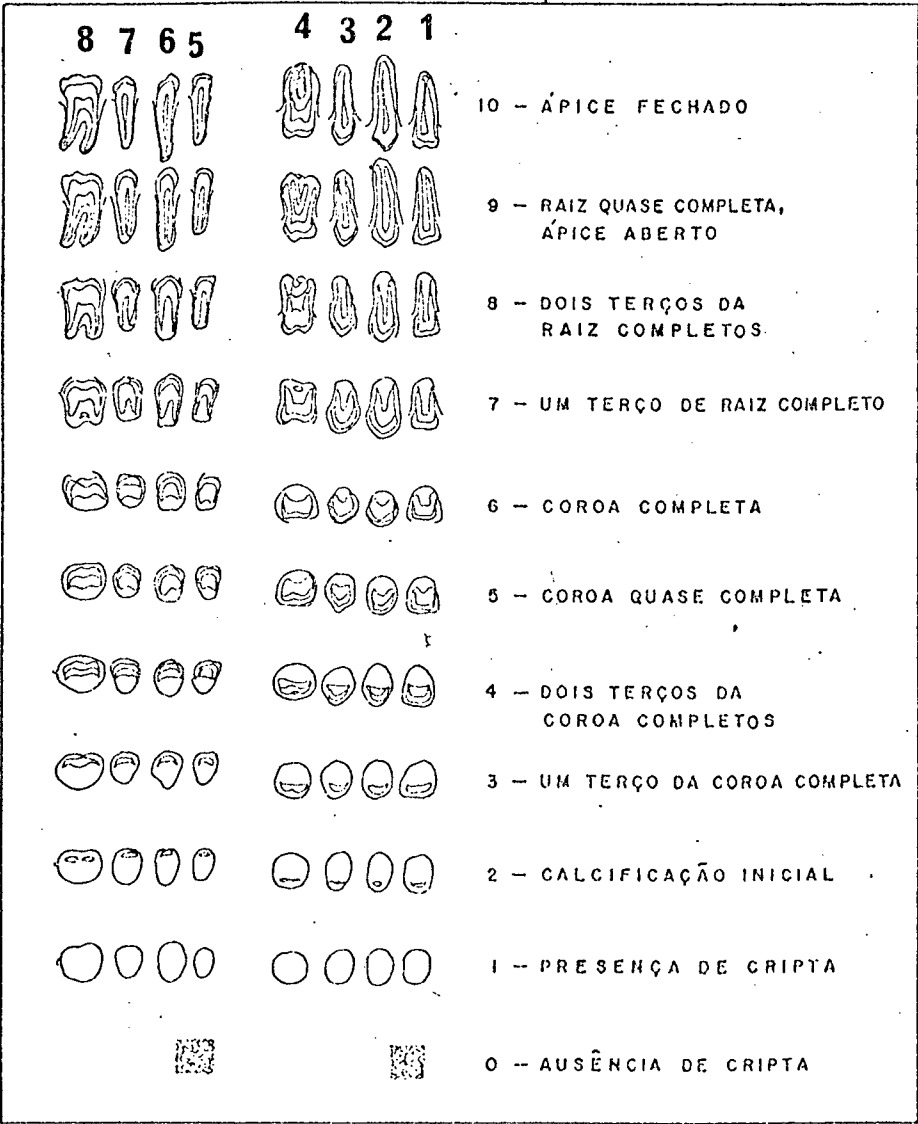 8 7 6 5 4 3 2 1
10 – ÁPICE FECHADO
9 – RAIZ QUASE COMPLETA,
ÁPICE ABERTO
8 – DOIS TERÇOS DA
RAIZ COMPLETOS
7 – UM TERÇO DE RAIZ COMPLETO
6 – COROA COMPLETA
5 – COROA QUASE COMPLETA
4 – DOIS TERÇOS DA
COROA COMPLETOS
3 – UM TERÇO DA COROA COMPLETA
2 – CALCIFICAÇÃO INICIAL
1 – PRESENÇA DE CRIPTA
0 – AUSÊNCIA DE CRIPTA